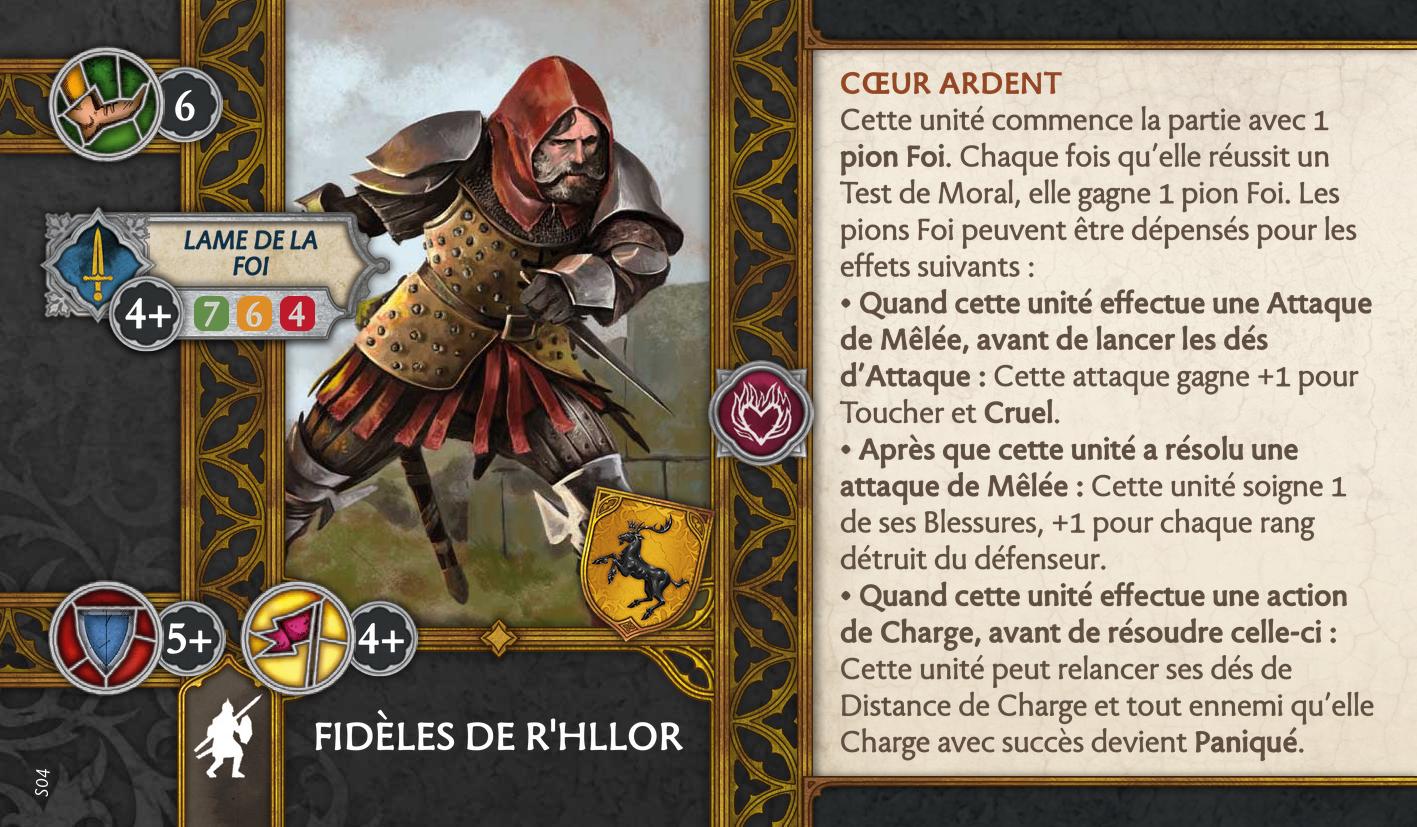 6
LAME DE LA
FOI
4+ 7 6 4
5+ 4+
FIDÈLES DE R'HLLOR
S04
CŒUR ARDENT
Cette unité commence la partie avec 1
pion Foi. Chaque fois qu’elle réussit un
Test de Moral, elle gagne 1 pion Foi. Les
pions Foi peuvent être dépensés pour les
effets suivants :
• Quand cette unité effectue une Attaque
de Mêlée, avant de lancer les dés
d’Attaque : Cette attaque gagne +1 pour
Toucher et Cruel.
• Après que cette unité a résolu une
attaque de Mêlée : Cette unité soigne 1
de ses Blessures, +1 pour chaque rang
détruit du défenseur.
• Quand cette unité effectue une action
de Charge, avant de résoudre celle-ci :
Cette unité peut relancer ses dés de
Distance de Charge et tout ennemi qu’elle
Charge avec succès devient Paniqué.